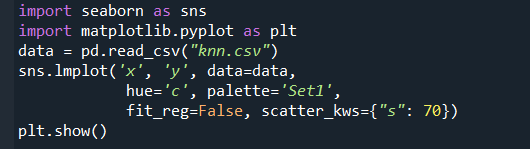 import seaborn as sns
import matplotlib.pyplot as plt
data = pd.read_csv("knn.csv")
sns.lmplot('x', 'y', data=data,
           hue='c', palette='Set1',
           fit_reg=False, scatter_kws={"s": 70})
plt.show()